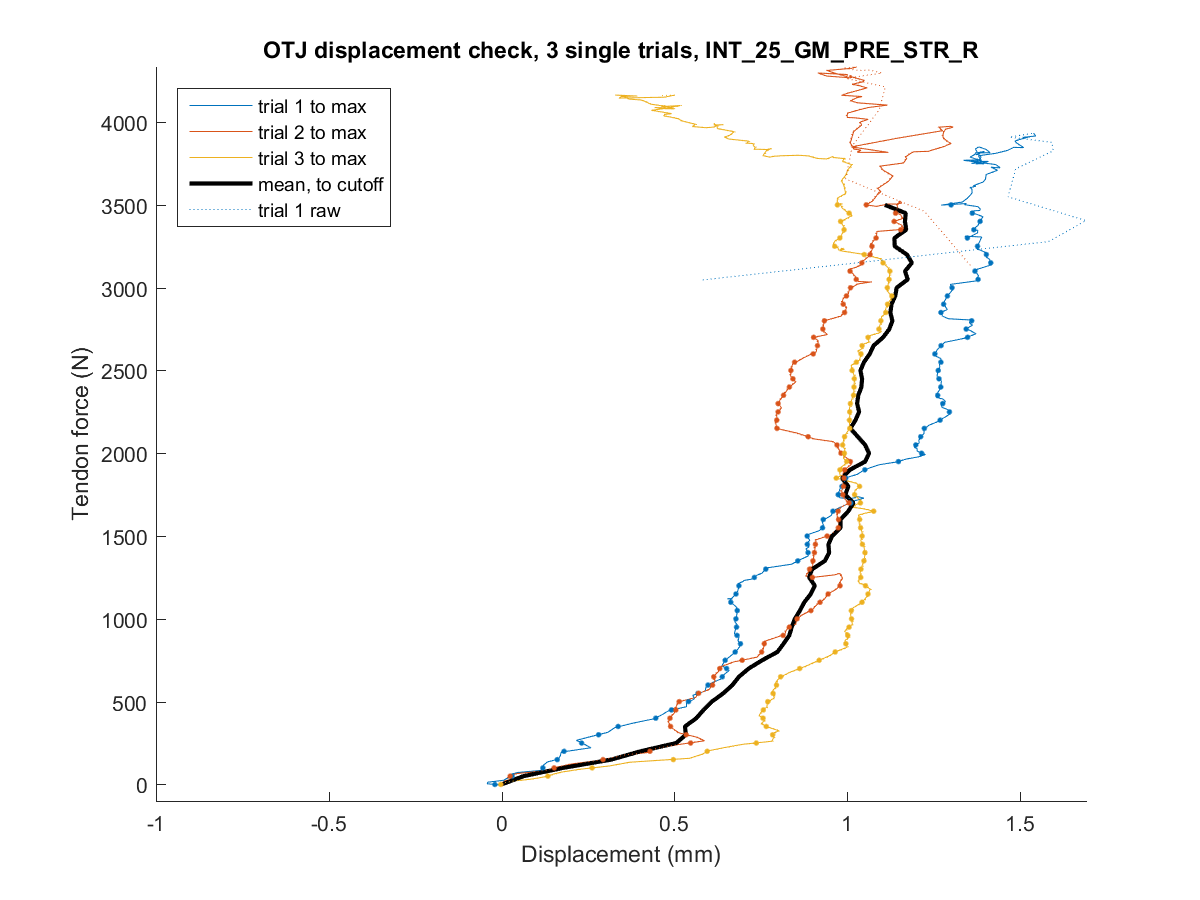 OTJ displacement check, 3 single trials, INT_25_GM_PRE_STR_R
trial 1 to max
trial 2 to max
trial 3 to max
mean, to cutoff
trial 1 raw
4000
3500
3000
2500
2000
1500
1000
500
0
Tendon force (N)
-1
-0.5
0
0.5
1
1.5
Displacement (mm)